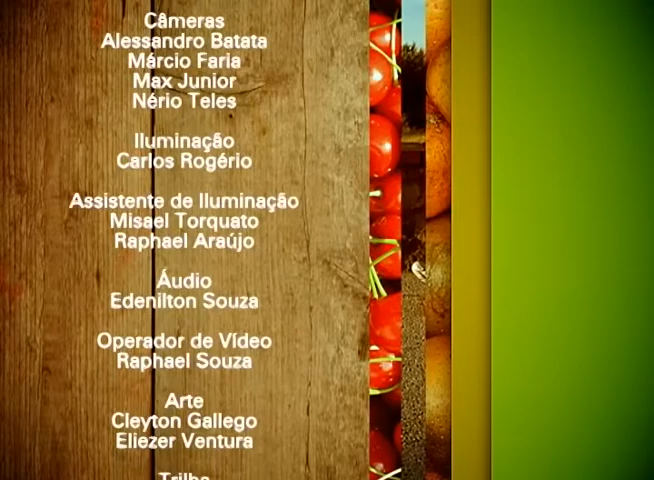 Câmeras
Alessandro Batata
Márcio Faria
Max Junior
Nério Teles
Iluminação
Carlos Rogério
Assistente de Iluminação
Misael Torquato
Raphael Araújo
Áudio
Edenilton Souza
Operador de Vídeo
Raphael Souza
Arte
Cleyton Gallego
Eliezer Ventura
Trilha